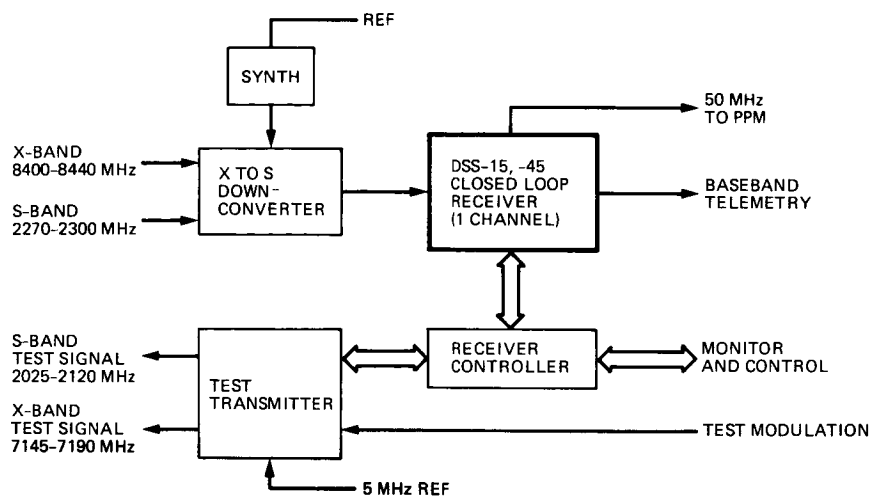 REF
SYNTH
50 MHz
TO PPM
X-BAND
8400-8440 MHz
X TO S
DOWN-
CONVERTER
DSS-15, -45
CLOSED LOOP
RECEIVER
(1 CHANNEL)
BASEBAND
TELEMETRY
S-BAND
2270-2300 MHz
S-BAND
TEST SIGNAL
2025-2120 MHz
TEST
TRANSMITTER
RECEIVER
CONTROLLER
MONITOR
AND CONTROL
X-BAND
TEST SIGNAL
7145-7190 MHz
TEST MODULATION
5 MHz REF